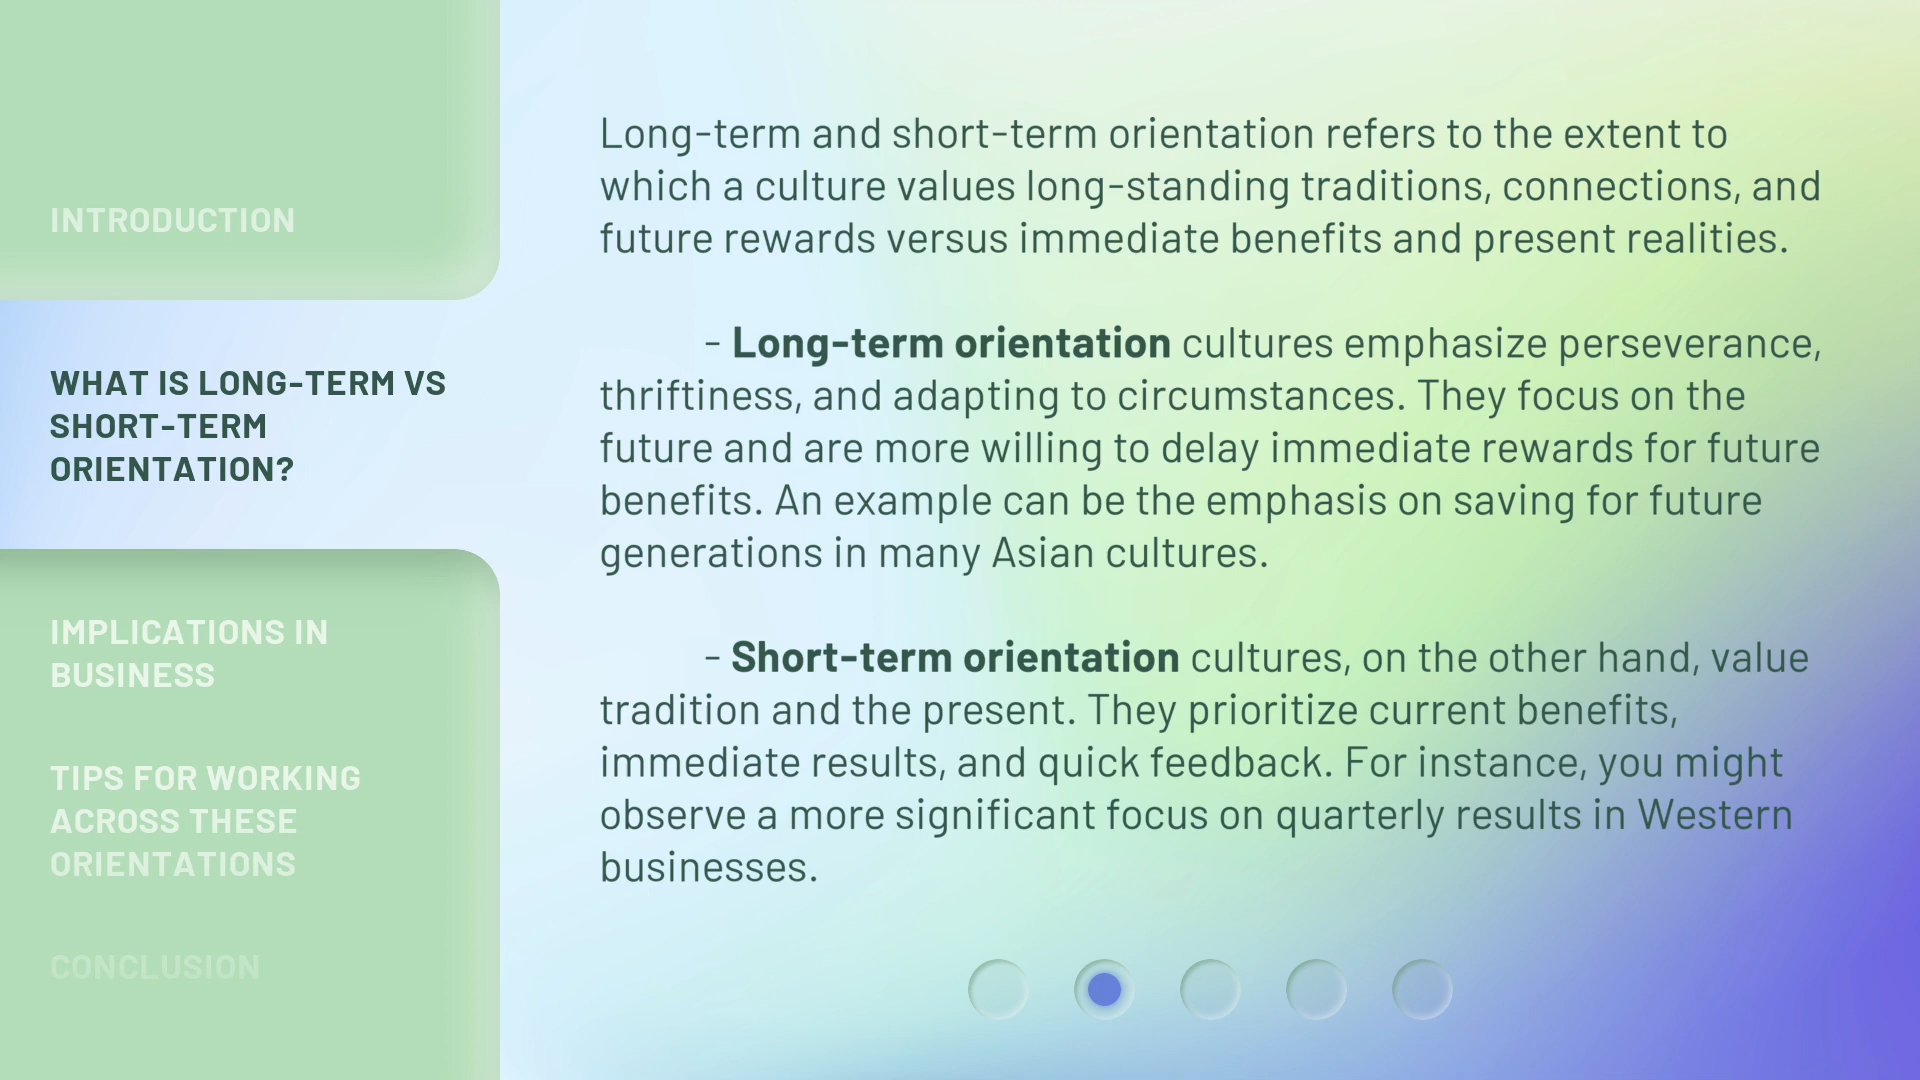 INTRODUCTION
WHAT IS LONG-TERM VS
SHORT-TERM
ORIENTATION?
IMPLICATIONS IN
BUSINESS
TIPS FOR WORKING
ACROSS THESE
ORIENTATIONS
CONCLUSION
Long-term and short-term orientation refers to the extent to
which a culture values long-standing traditions, connections, and
future rewards versus immediate benefits and present realities.
- Long-term orientation cultures emphasize perseverance,
thriftiness, and adapting to circumstances. They focus on the
future and are more willing to delay immediate rewards for future
benefits. An example can be the emphasis on saving for future
generations in many Asian cultures.
- Short-term orientation cultures, on the other hand, value
tradition and the present. They prioritize current benefits,
immediate results, and quick feedback. For instance, you might
observe a more significant focus on quarterly results in Western
businesses.